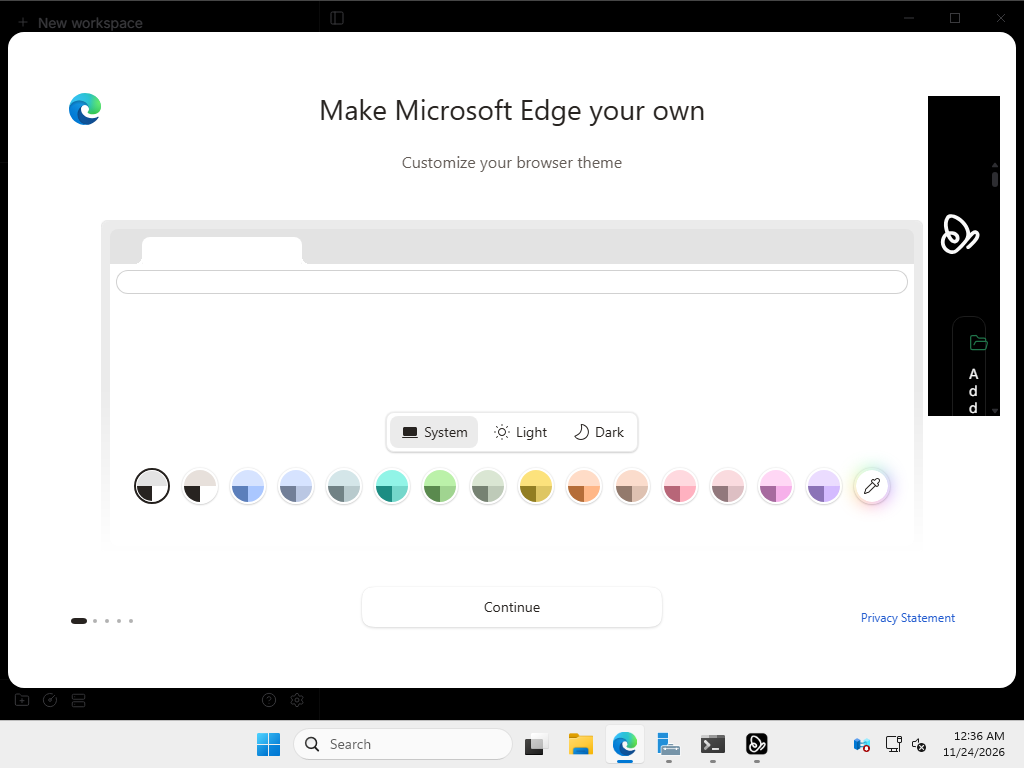 New workspace
Make Microsoft Edge your own
Customize your browser theme
System
Light
Dark
A
d
d
Continue
Privacy Statement
Search
12:36 AM
11/24/2026